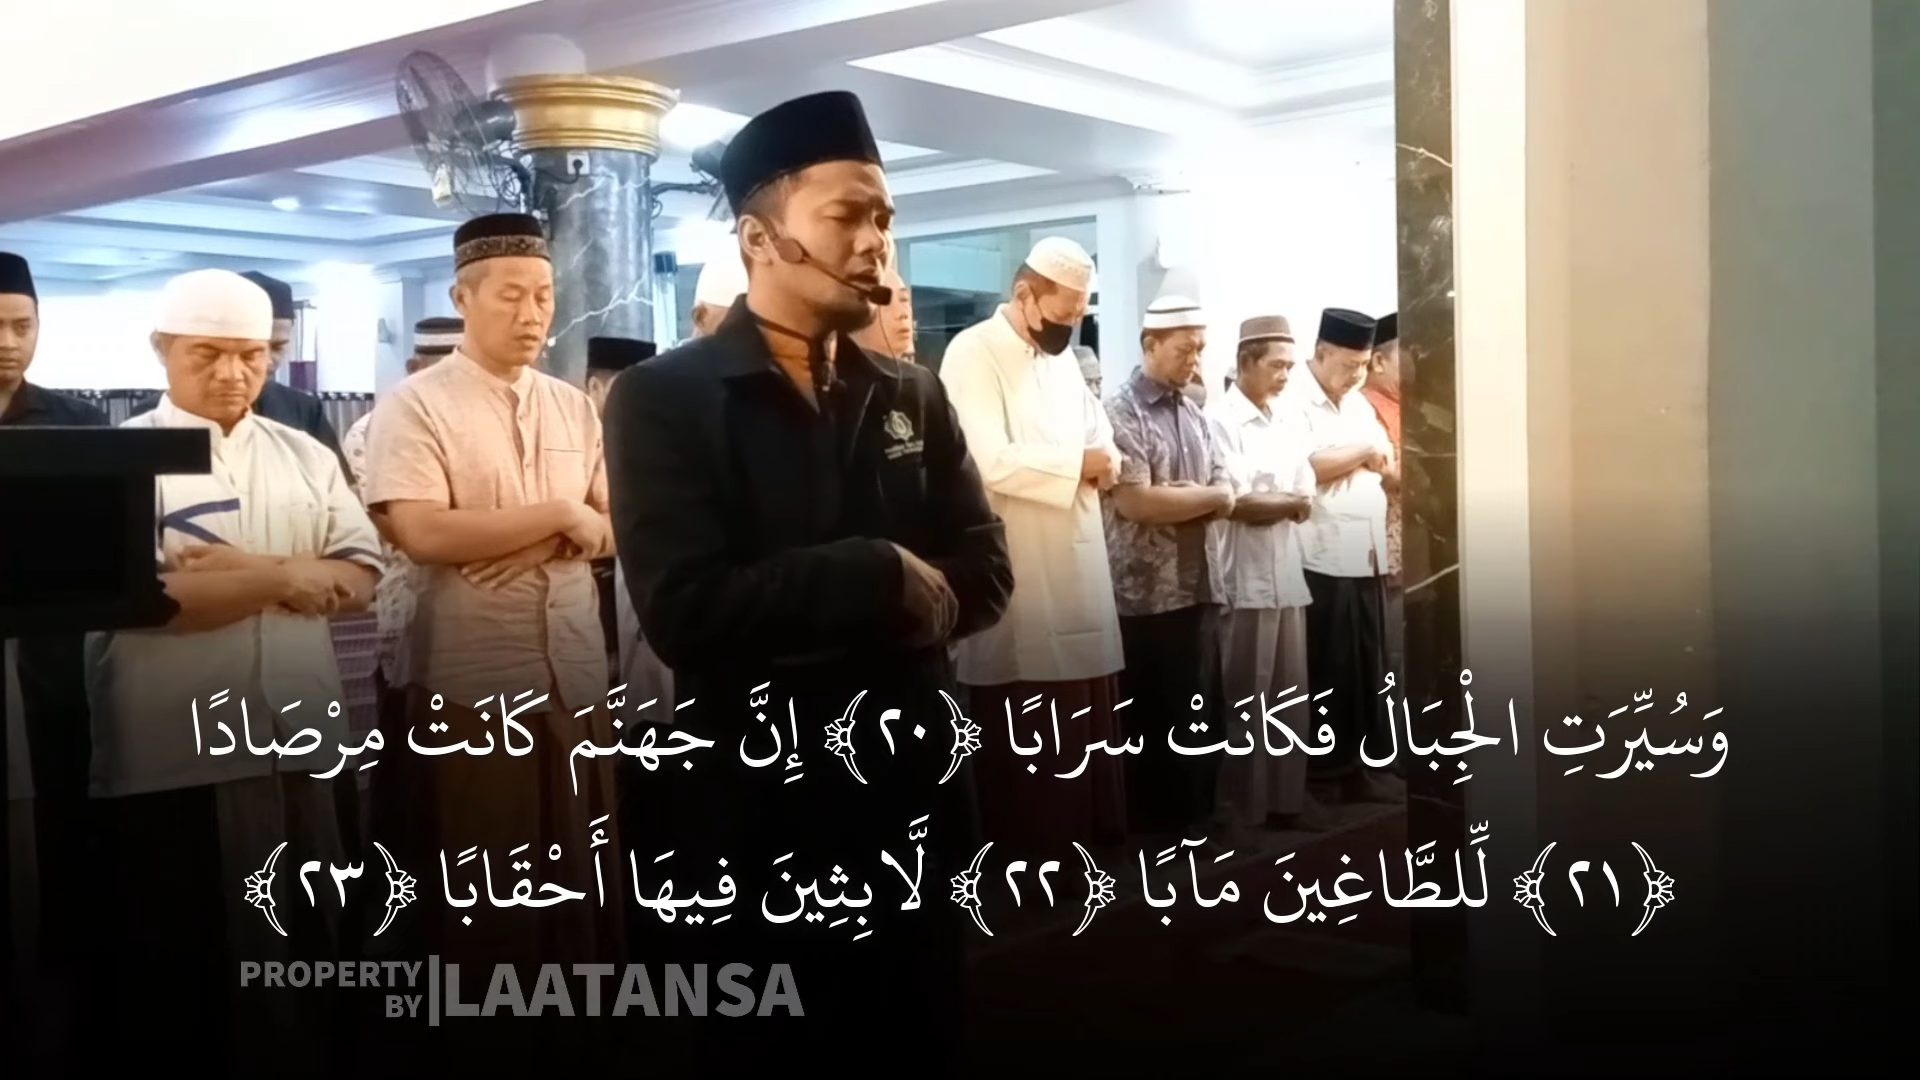 وَسُيِّرَتِ الْجِبَالُ فَكَانَتْ سَرَابًا ﴿٢٠﴾ إِنَّ جَهَنَّمَ كَانَتْ مِرْصَادًا
﴿٢١﴾ لِّلطَّاغِينَ مَآبًا ﴿٢٢﴾ لَّابِثِينَ فِيهَا أَحْقَابًا ﴿٢٣﴾
PROPERTY BY | LAATANSA